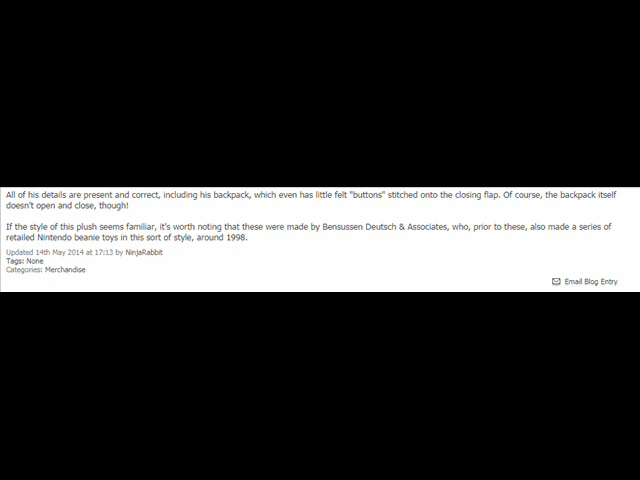 All of his details are present and correct, including his backpack, which even has little felt "buttons" stitched onto the closing flap. Of course, the backpack itself
doesn't open and close, though!
If the style of this plush seems familiar, it's worth noting that these were made by Bensussen Deutsch & Associates, who, prior to these, also made a series of
retailed Nintendo beanie toys in this sort of style, around 1998.
Updated 14th May 2014 at 17:13 by NinjaRabbit
Tags: None
Categories: Merchandise
Email Blog Entry